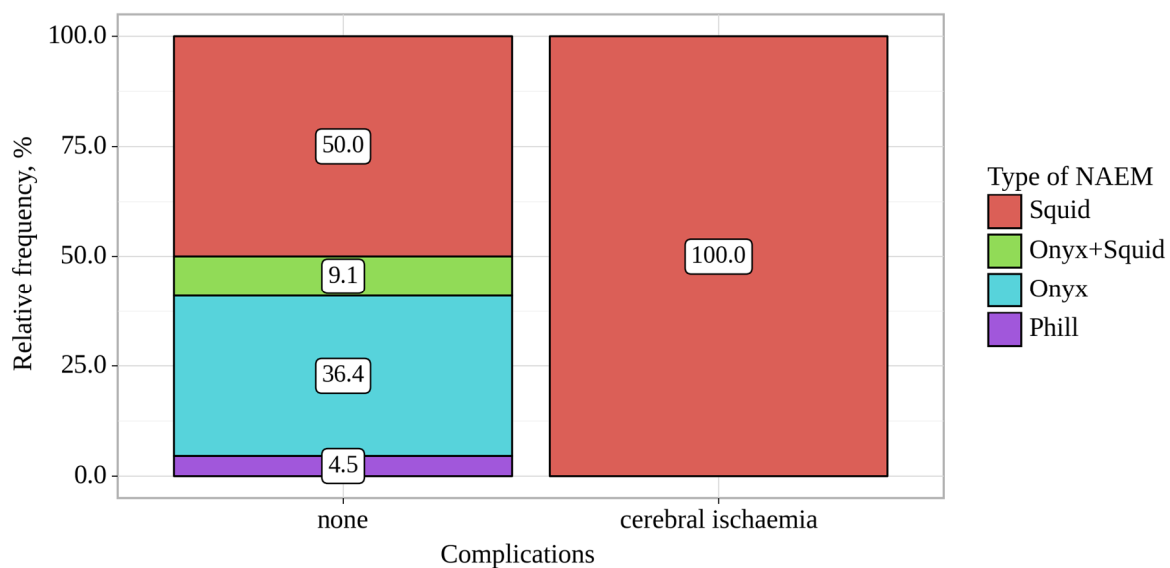 100.0
75.0
50.0
25.0
0.0
Relative frequency, %
50.0
9.1
36.4
4.5
100.0
none
cerebral ischaemia
Complications
Type of NAEM
Squid
Onyx+Squid
Onyx
Phill